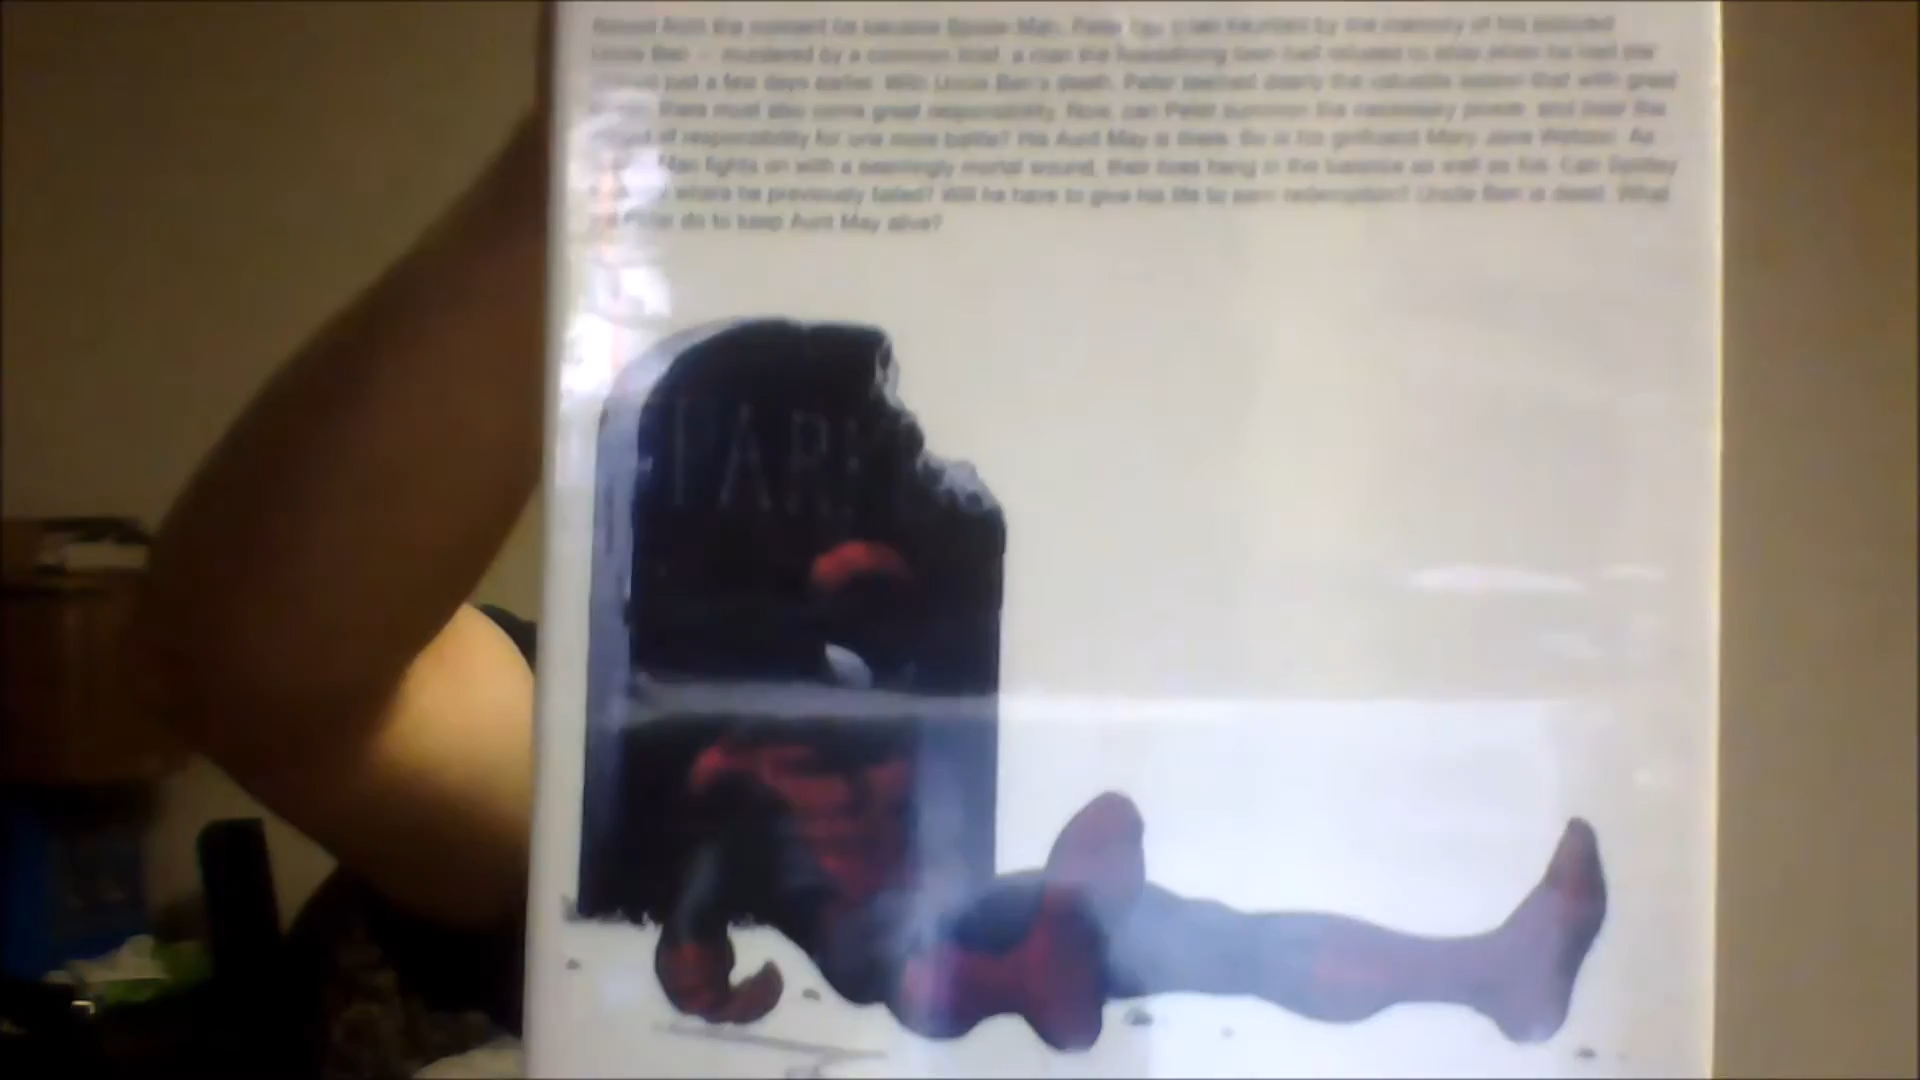 Almost from the moment he became Spider-Man, Peter has been haunted by the memory of his
Uncle Ben -- murdered by a common thief, a man the teen had refused to stop when he had the
just a few days earlier. With Uncle Ben's death, Peter learned dearly the valuable lesson that with great
there must also come great responsibility. Now, can Peter summon the necessary power, and bear the
of responsibility for one more battle? His Aunt May is there. So is his girlfriend Mary Jane Watson. As
Man fights on with a seemingly mortal wound, their lives hang in the balance as well as his. Can Spidey
where he previously failed? Will he have to give his life to earn redemption? Uncle Ben is dead. What
do to keep Aunt May alive?
PARK